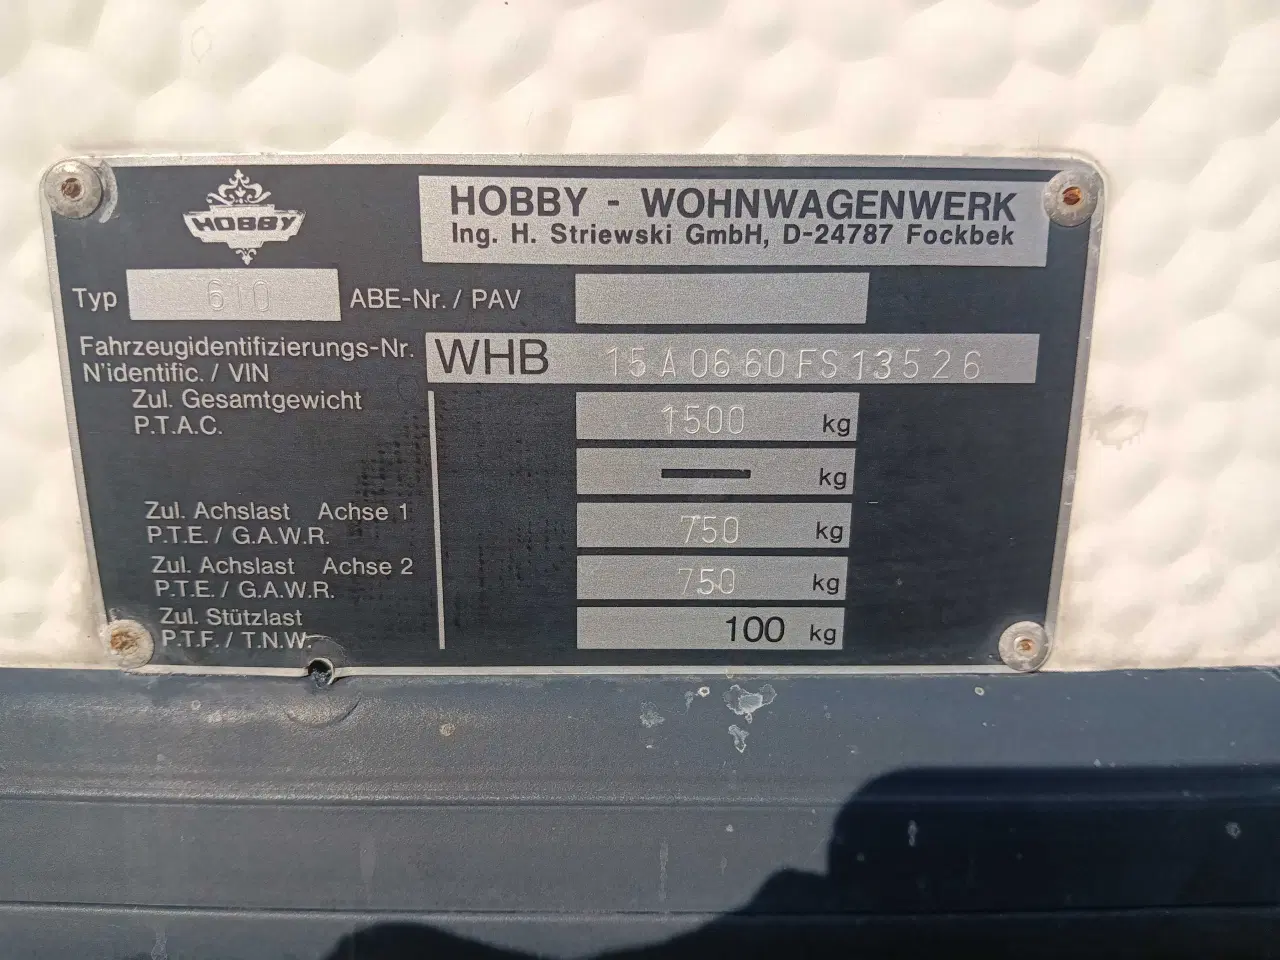 HOBBY
HOBBY - WOHNWAGENWERK
Ing. H. Striewski GmbH, D-24787 Fockbek
Typ 610 ABE-Nr. / PAV
Fahrzeugidentifizierungs-Nr.
N'identific. / VIN
WHB 15A0660FS13526
Zul. Gesamtgewicht
P.T.A.C.
1500 kg
kg
Zul. Achslast Achse 1
P.T.E. / G.A.W.R.
750 kg
Zul. Achslast Achse 2
P.T.E. / G.A.W.R.
750 kg
Zul. Stützlast
P.T.F. / T.N.W.
100 kg